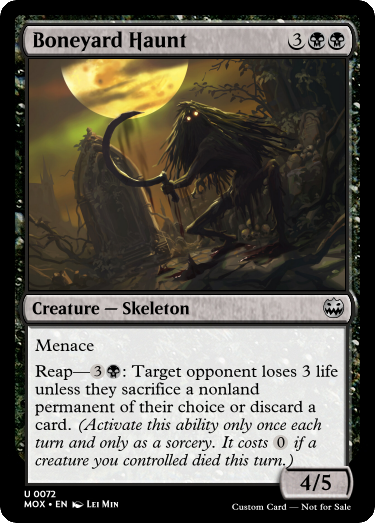 Boneyard Haunt 3
Creature — Skeleton
Menace
Reap—3: Target opponent loses 3 life
unless they sacrifice a nonland
permanent of their choice or discard a
card. (Activate this ability only once each
turn and only as a sorcery. It costs 0 if a
creature you controlled died this turn.)
4/5
U 0072
MOX • EN Lei Min
Custom Card — Not for Sale